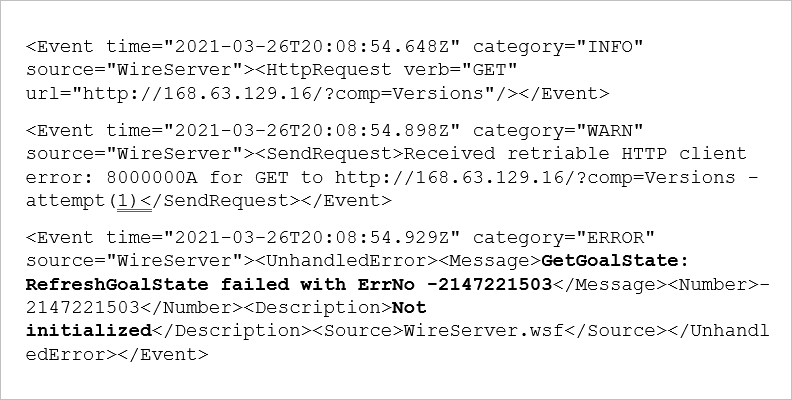 <Event time="2021-03-26T20:08:54.648Z" category="INFO"
source="WireServer"><HttpRequest verb="GET"
url="http://168.63.129.16/?comp=Versions"/></Event>
<Event time="2021-03-26T20:08:54.898Z" category="WARN"
source="WireServer"><SendRequest>Received retriable HTTP client
error: 8000000A for GET to http://168.63.129.16/?comp=Versions -
attempt(1)</SendRequest></Event>
<Event time="2021-03-26T20:08:54.929Z" category="ERROR"
source="WireServer"><UnhandledError><Message>GetGoalState:
RefreshGoalState failed with ErrNo -2147221503</Message><Number>-
2147221503</Number><Description>Not
initialized</Description><Source>WireServer.wsf</Source></Unhandl
edError></Event>